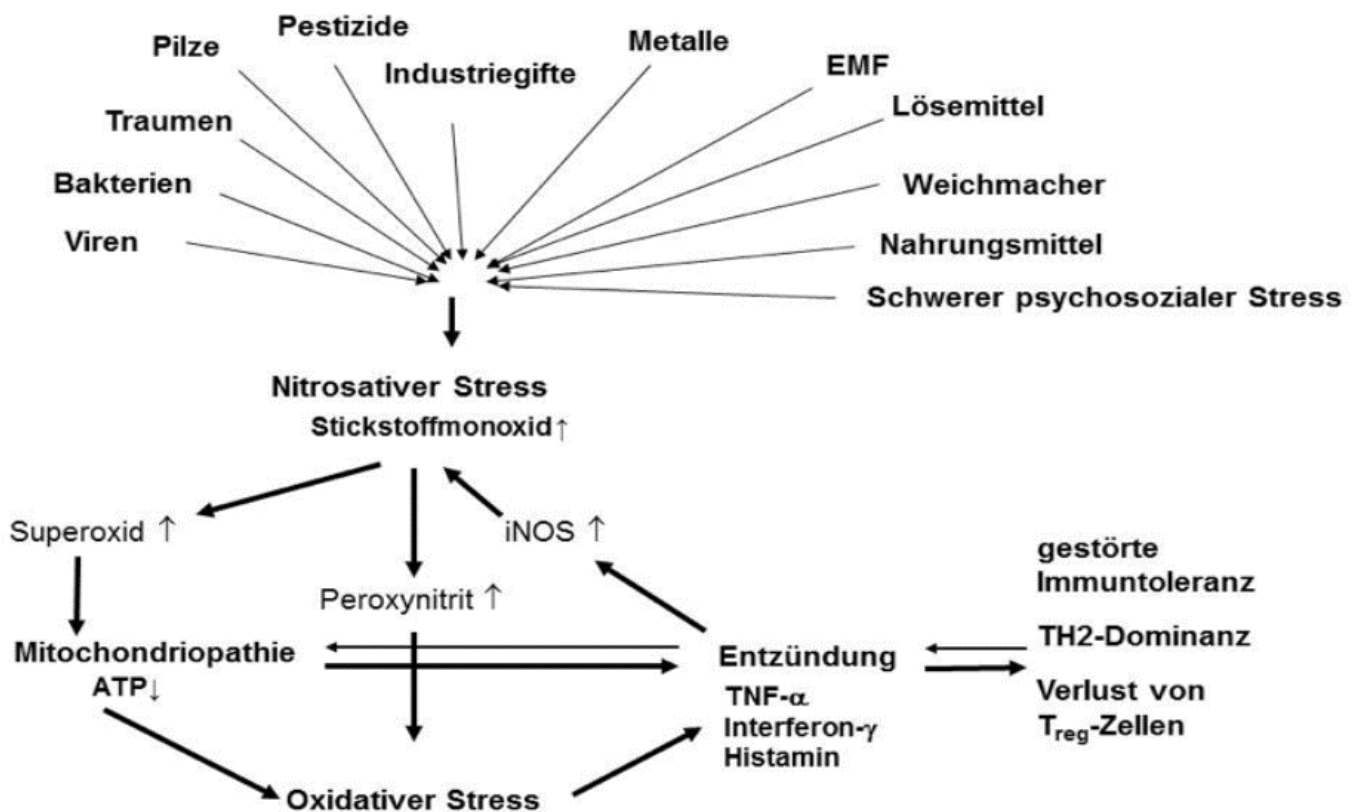 Pestizide
Pilze
Metalle
Industriegifte
EMF
Lösemittel
Traumen
Bakterien
Weichmacher
Viren
Nahrungsmittel
Schwerer psychosozialer Stress
Nitrosativer Stress
Stickstoffmonoxid↑
Superoxid ↑
iNOS ↑
gestörte
Immuntoleranz
Peroxynitrit ↑
TH2-Dominanz
Mitochondriopathie
ATP↓
Entzündung
TNF-α
Interferon-γ
Histamin
Verlust von
Treg-Zellen
Oxidativer Stress